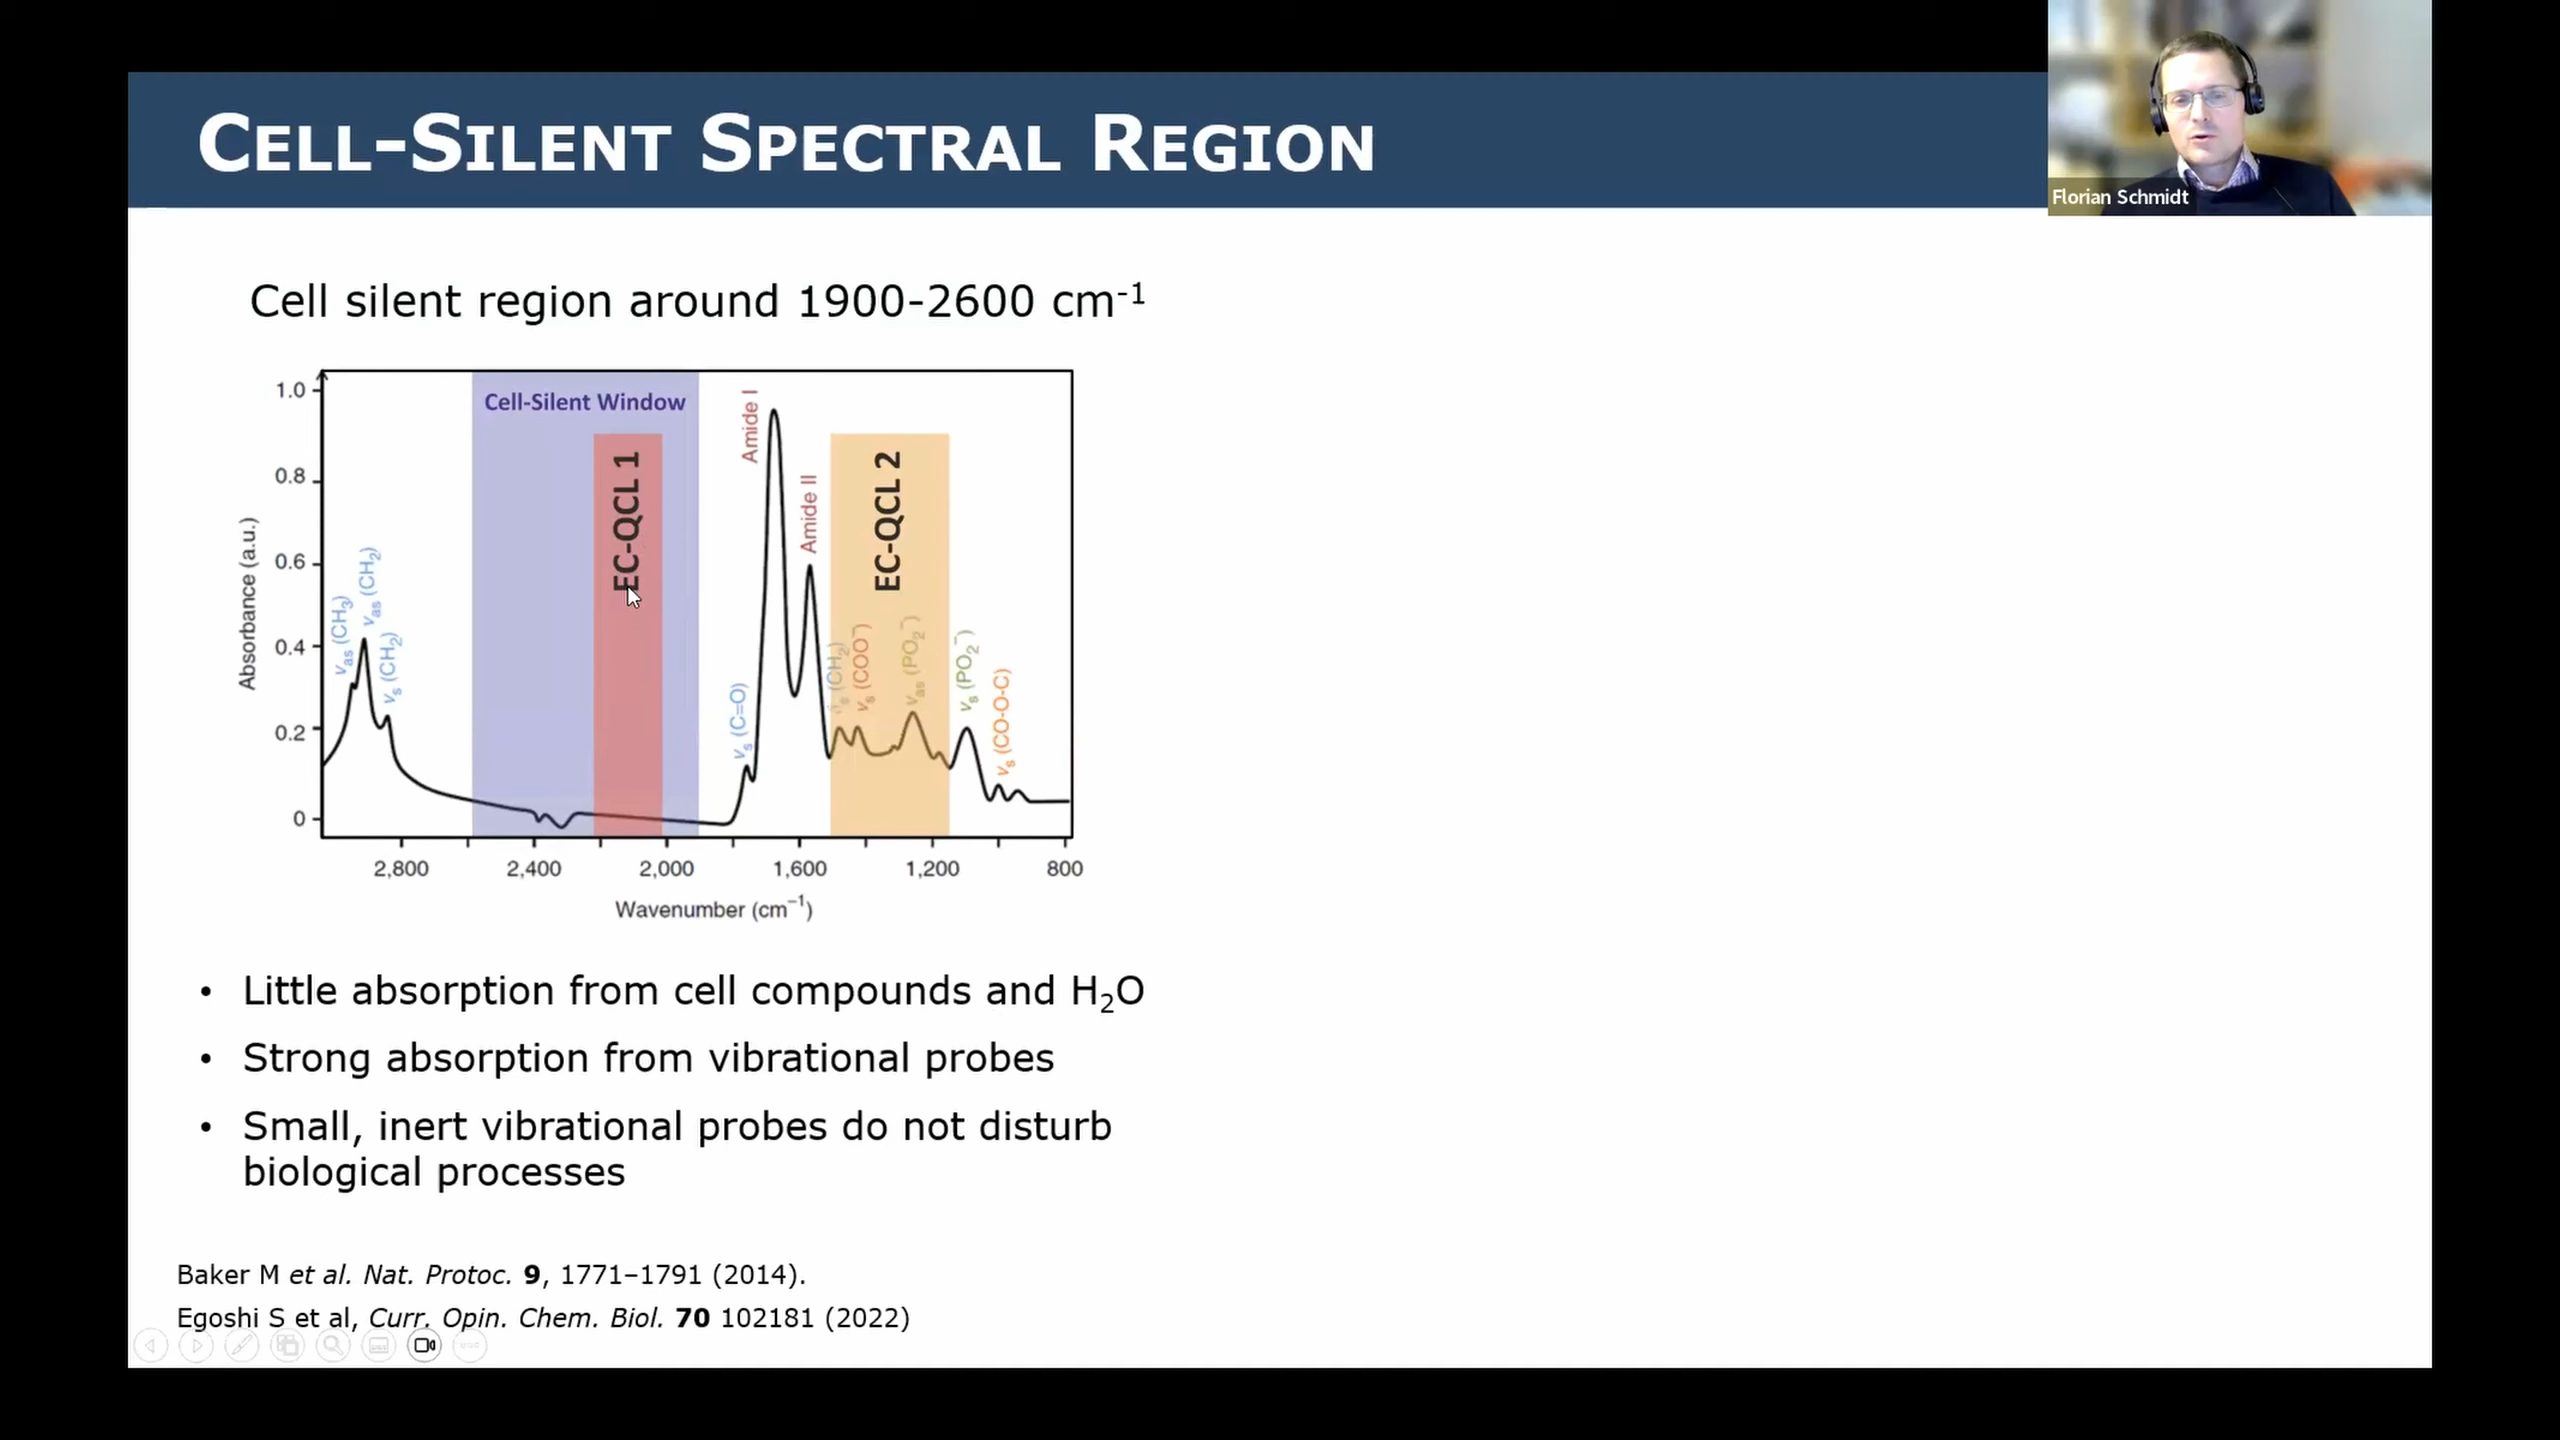 CELL-SILENT SPECTRAL REGION
Florian Schmidt
Cell silent region around 1900-2600 cm⁻¹
Cell-Silent Window
EC-QCL 1
EC-QCL 2
Amide I
Amide II
Absorbance (a.u.)
1.0
0.8
0.6
0.4
0.2
0
νas (CH₃)
νas (CH₂)
νs (CH₂)
νs (C=O)
(CH₂)
νs (COO⁻)
νas (PO₂⁻)
νs (PO₂⁻)
νs (CO-O-C)
2,800 2,400 2,000 1,600 1,200 800
Wavenumber (cm⁻¹)
• Little absorption from cell compounds and H₂O
• Strong absorption from vibrational probes
• Small, inert vibrational probes do not disturb
biological processes
Baker M et al. Nat. Protoc. 9, 1771–1791 (2014).
Egoshi S et al, Curr. Opin. Chem. Biol. 70 102181 (2022)